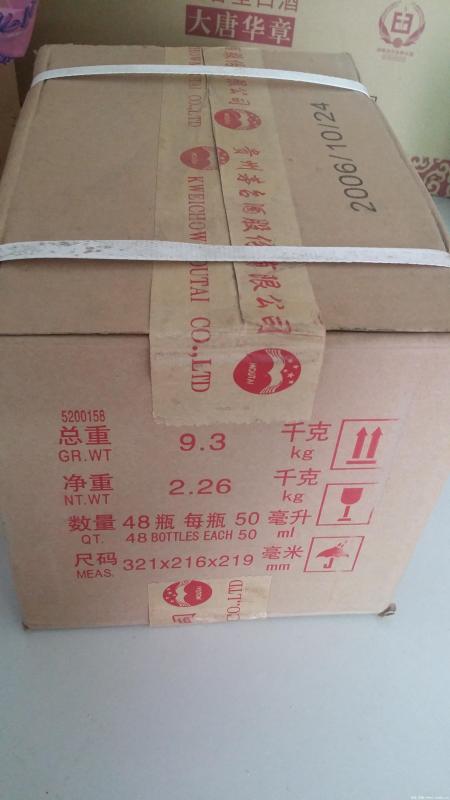 大唐华章
2006/10/24
贵州茅台酒股份有限公司
KWEICHOW MOUTAI CO.,LTD
MOUTAI
5200158
总重 9.3 千克
GR.WT kg
净重 2.26 千克
NT.WT kg
数量 48瓶 每瓶 50 毫升
QT. 48 BOTTLES EACH 50 ml
尺码 321x216x219 毫米
MEAS. mm
CO.,LTD